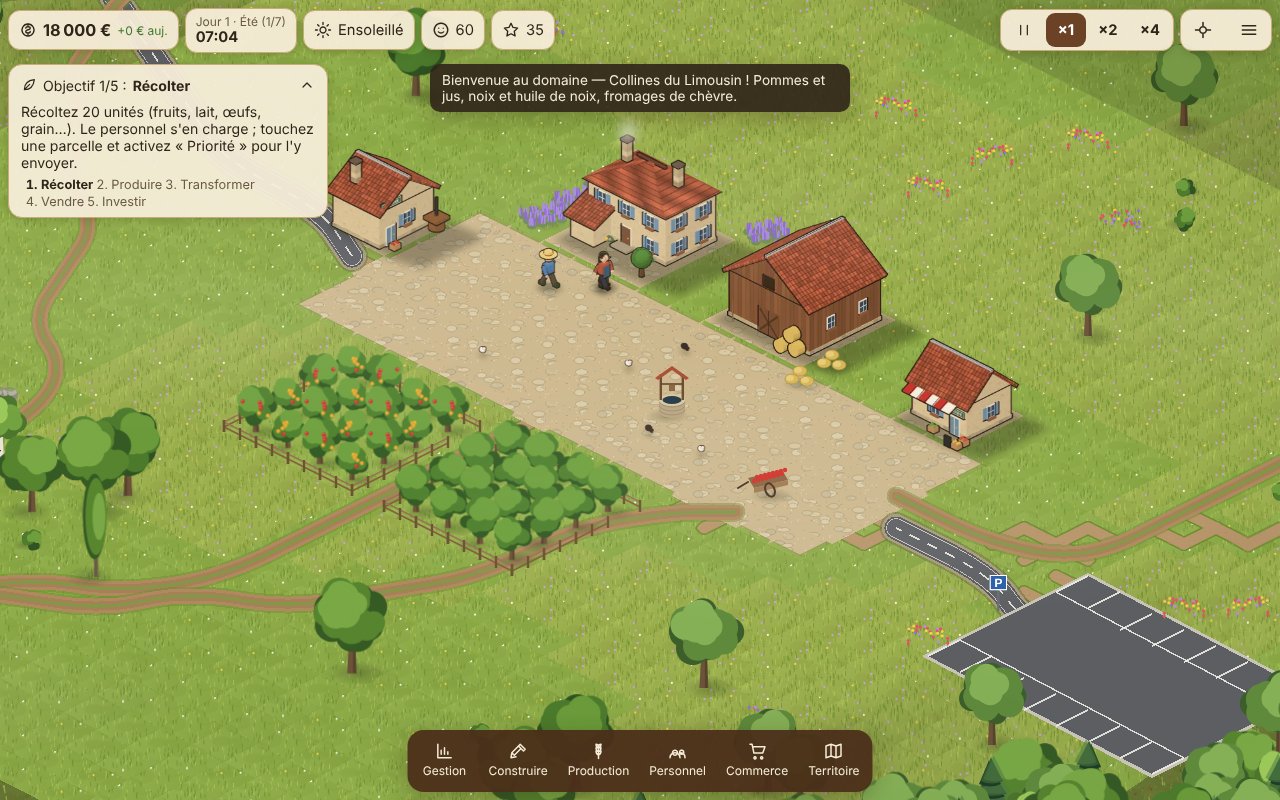 18 000 € +0 € auj.
Jour 1 · Été (1/7)
07:04
Ensoleillé
60
35
×1
×2
×4
Objectif 1/5 : Récolter
Récoltez 20 unités (fruits, lait, œufs,
grain…). Le personnel s'en charge ; touchez
une parcelle et activez « Priorité » pour l'y
envoyer.
1. Récolter 2. Produire 3. Transformer
4. Vendre 5. Investir
Bienvenue au domaine — Collines du Limousin ! Pommes et
jus, noix et huile de noix, fromages de chèvre.
P
Gestion
Construire
Production
Personnel
Commerce
Territoire